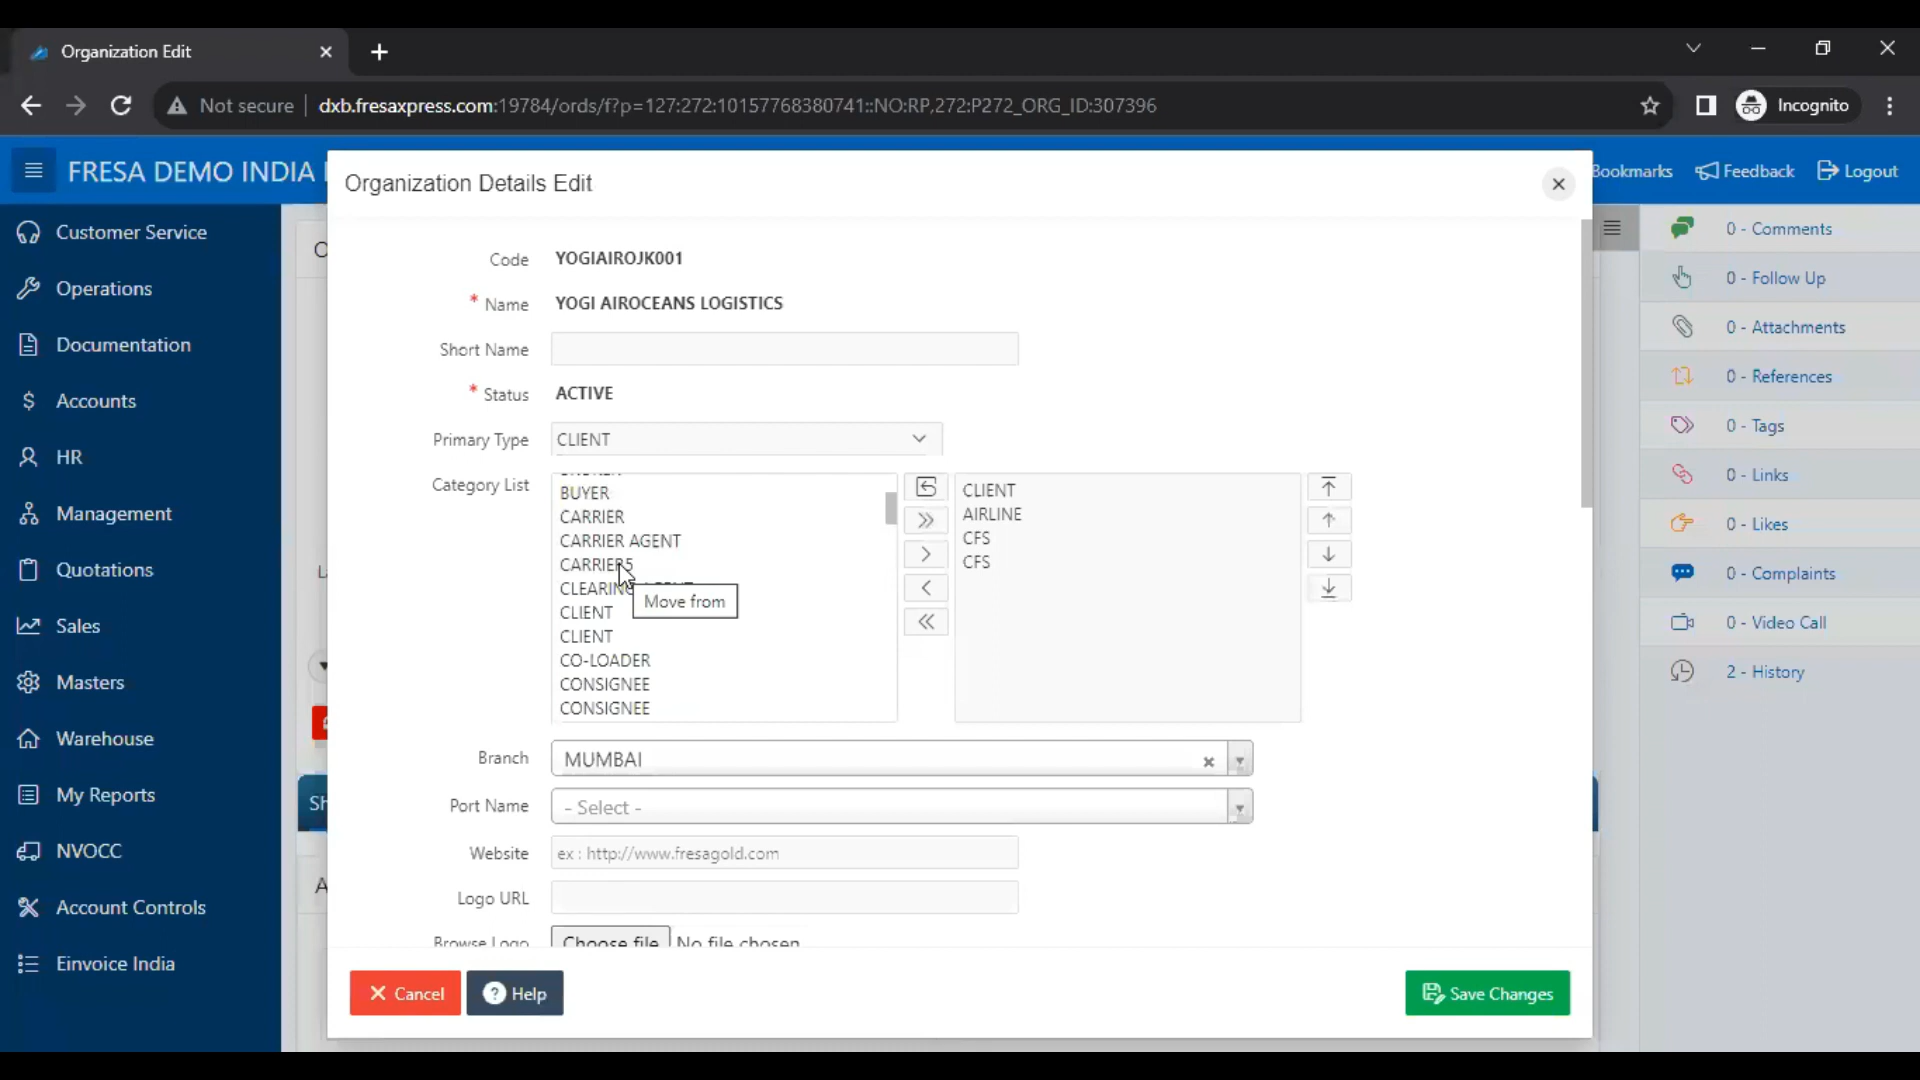 Organization Edit
Not secure
dxb.fresaxpress.com:19784/ords/f?p=127:272:10157768380741::NO:RP,272:P272_ORG_ID:307396
Incognito
FRESA DEMO INDIA
Bookmarks
Feedback
Logout
Customer Service
Operations
Documentation
Accounts
HR
Management
Quotations
Sales
Masters
Warehouse
My Reports
NVOCC
Account Controls
Einvoice India
Organization Details Edit
Code YOGIAIROJK001
* Name YOGI AIROCEANS LOGISTICS
Short Name
* Status ACTIVE
Primary Type CLIENT
Category List
BUYER
CARRIER
CARRIER AGENT
CARRIER5
CLIENT
CLIENT
CO-LOADER
CONSIGNEE
CONSIGNEE
Move from
CLIENT
AIRLINE
CFS
CFS
Branch MUMBAI
Port Name - Select -
Website ex : http://www.fresagold.com
Logo URL
Browse Logo Choose file No file chosen
Cancel
Help
Save Changes
0 - Comments
0 - Follow Up
0 - Attachments
0 - References
0 - Tags
0 - Links
0 - Likes
0 - Complaints
0 - Video Call
2 - History